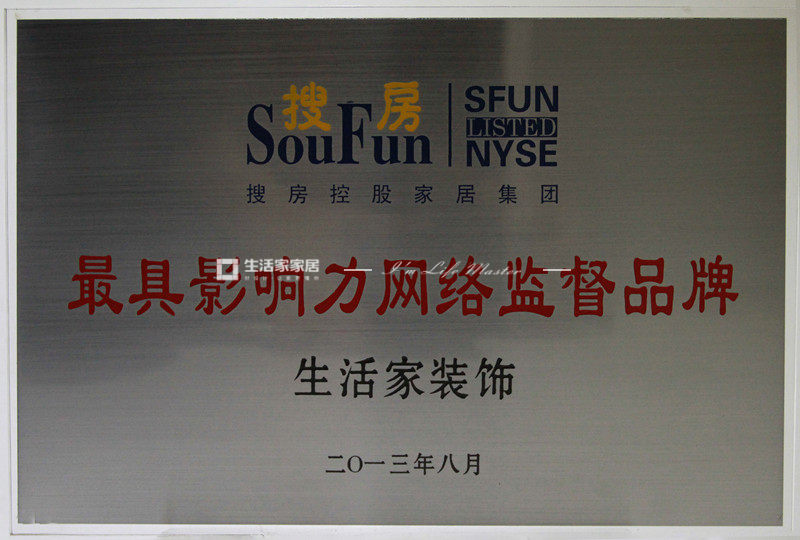 搜房
SouFun
SFUN
LISTED
NYSE
搜房控股家居集团
生活家家居
I'm Life Master
最具影响力网络监督品牌
生活家装饰
二〇一三年八月